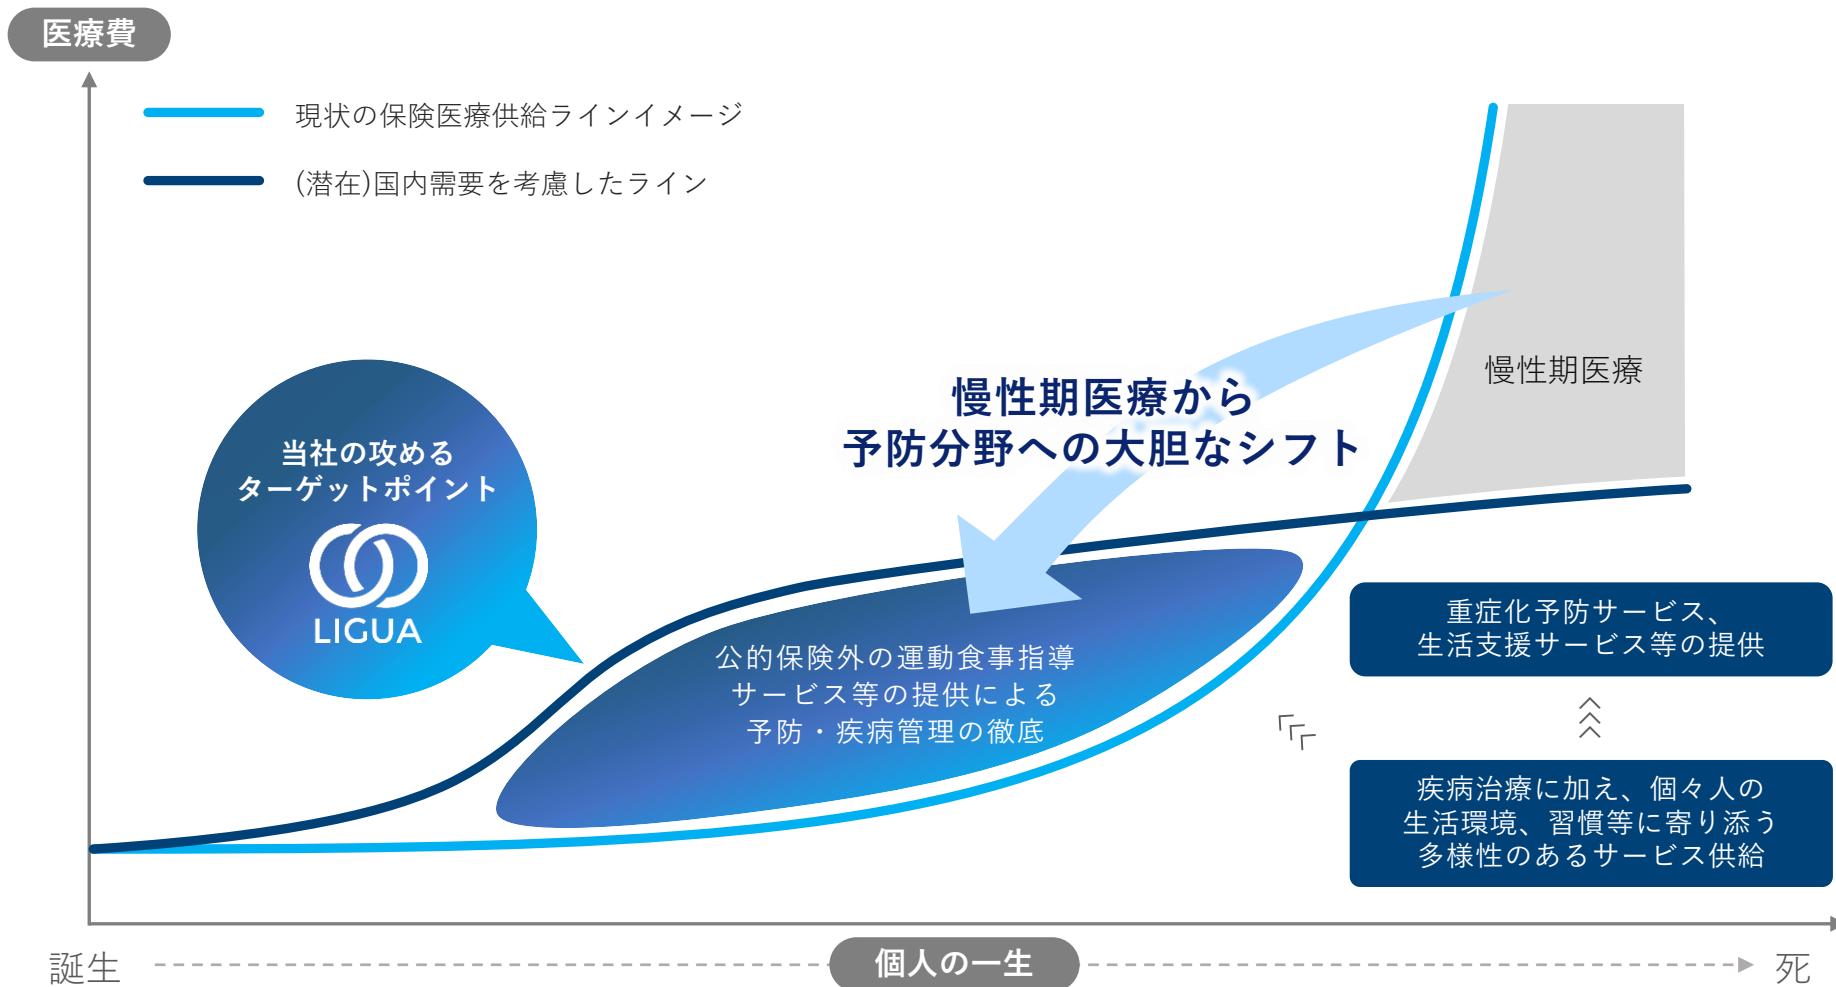 医療費
現状の保険医療供給ラインイメージ
(潜在)国内需要を考慮したライン
慢性期医療
慢性期医療から
予防分野への大胆なシフト
当社の攻める
ターゲットポイント
LIGUA
公的保険外の運動食事指導
サービス等の提供による
予防・疾病管理の徹底
重症化予防サービス、
生活支援サービス等の提供
疾病治療に加え、個々人の
生活環境、習慣等に寄り添う
多様性のあるサービス供給
誕生
個人の一生
死